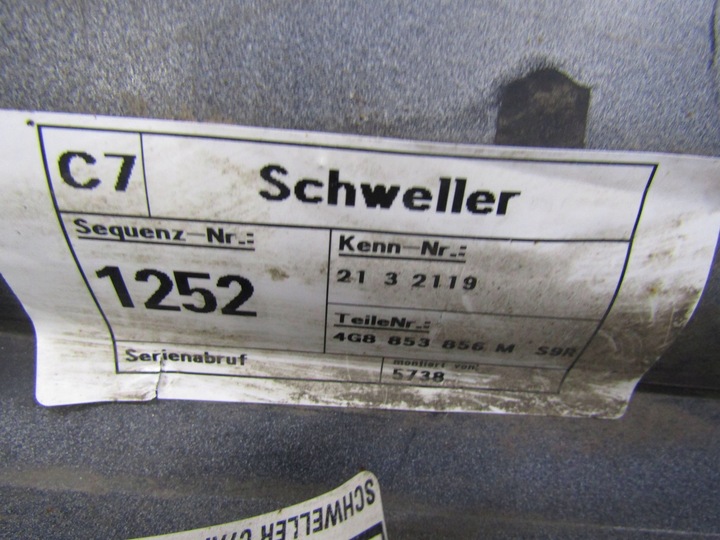 C7 Schweller
Sequenz-Nr.:
1252
Kenn-Nr.:
21 3 2119
TeileNr.:
4G8 853 856 M S9R
Serienabruf
montiert von:
5738
SCHWELLER